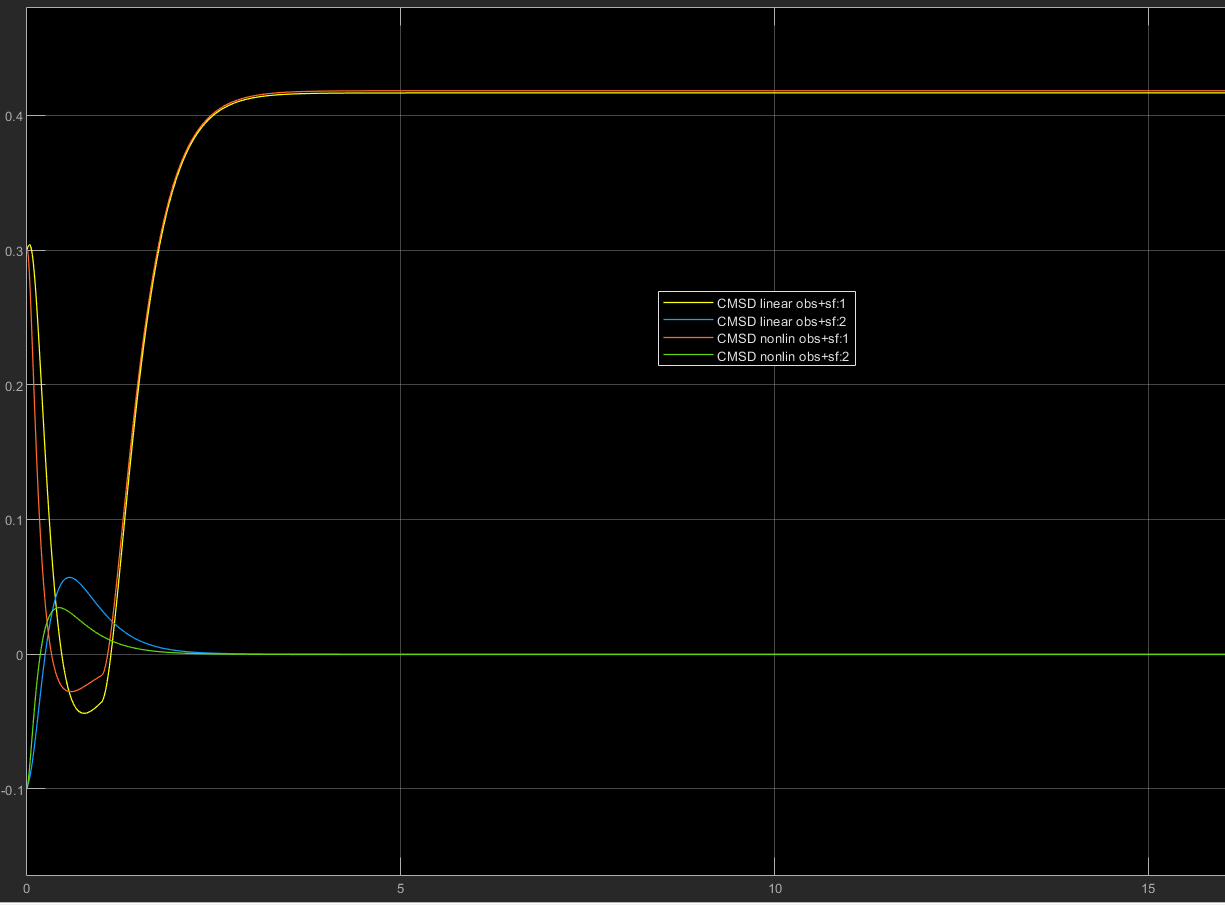 0.4
0.3
0.2
0.1
0
-0.1
CMSD linear obs+sf:1
CMSD linear obs+sf:2
CMSD nonlin obs+sf:1
CMSD nonlin obs+sf:2
0 5 10 15